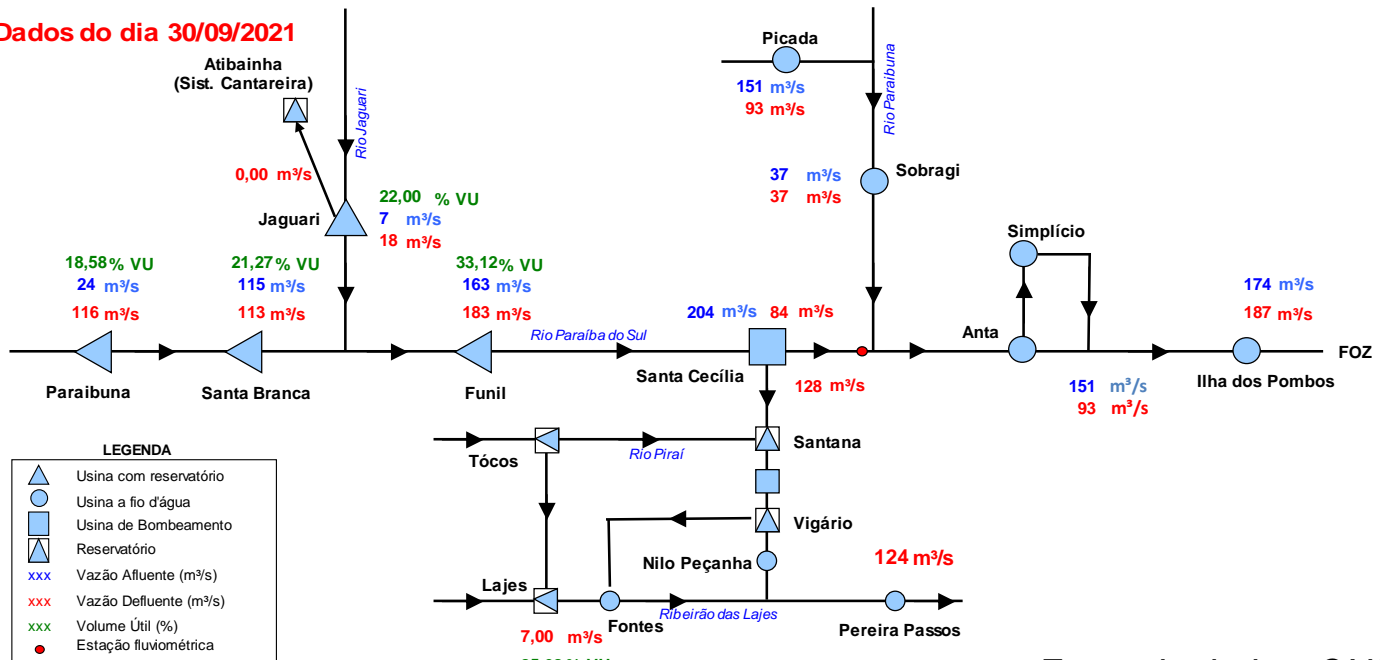 Dados do dia 30/09/2021
Atibainha
(Sist. Cantareira)
Rio Jaguari
0,00 m³/s
Jaguari
22,00 % VU
7 m³/s
18 m³/s
Picada
151 m³/s
93 m³/s
Rio Paraibuna
37 m³/s
37 m³/s
Sobragi
18,58% VU
24 m³/s
116 m³/s
Paraibuna
21,27% VU
115 m³/s
113 m³/s
Santa Branca
33,12% VU
163 m³/s
183 m³/s
Funil
Rio Paraíba do Sul
204 m³/s 84 m³/s
Santa Cecília
128 m³/s
Simplício
Anta
151 m³/s
93 m³/s
174 m³/s
187 m³/s
Ilha dos Pombos
FOZ
Tócos
Rio Piraí
Santana
Vigário
Nilo Peçanha
124 m³/s
Lajes
7,00 m³/s
Fontes
Ribeirão das Lajes
Pereira Passos
LEGENDA
Usina com reservatório
Usina a fio d'água
Usina de Bombeamento
Reservatório
xxx Vazão Afluente (m³/s)
xxx Vazão Defluente (m³/s)
xxx Volume Útil (%)
Estação fluviométrica